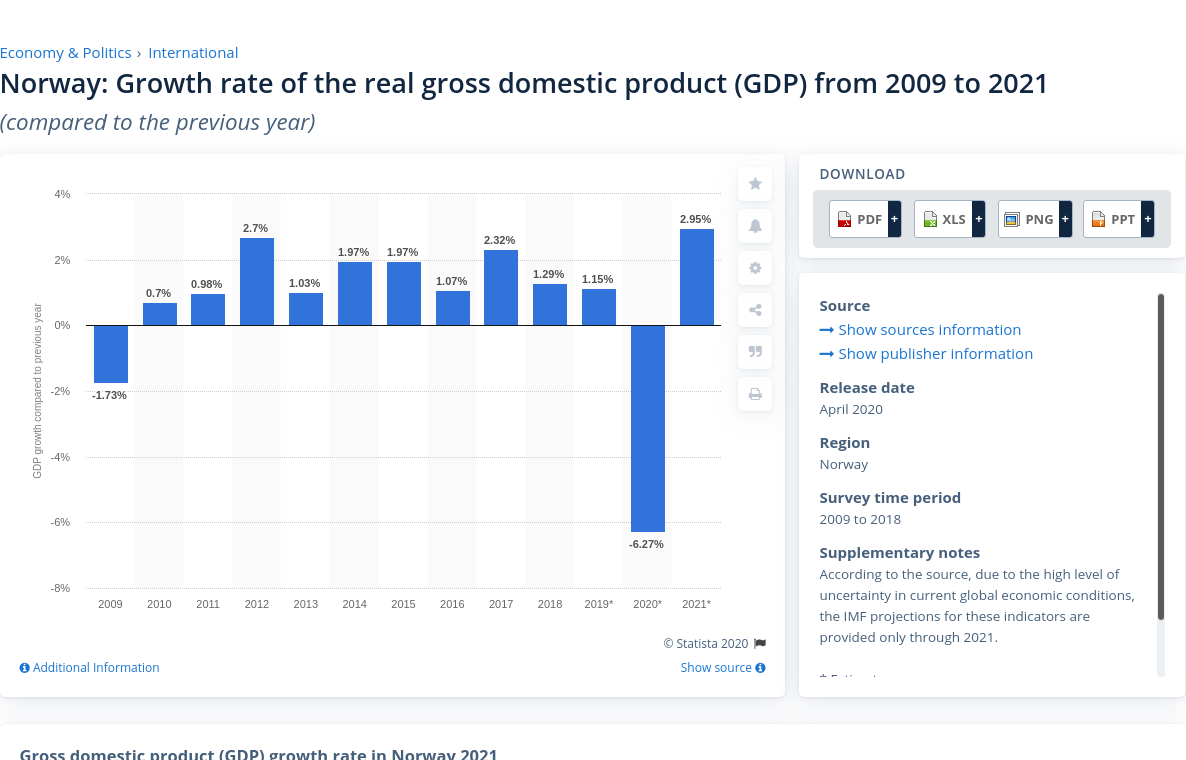 Economy & Politics › International
Norway: Growth rate of the real gross domestic product (GDP) from 2009 to 2021
(compared to the previous year)
GDP growth compared to previous year
4%
2%
0%
-2%
-4%
-6%
-8%
-1.73%
0.7%
0.98%
2.7%
1.03%
1.97%
1.97%
1.07%
2.32%
1.29%
1.15%
-6.27%
2.95%
2009 2010 2011 2012 2013 2014 2015 2016 2017 2018 2019* 2020* 2021*
© Statista 2020
Additional Information
Show source
DOWNLOAD
PDF + XLS + PNG + PPT +
Source
Show sources information
Show publisher information
Release date
April 2020
Region
Norway
Survey time period
2009 to 2018
Supplementary notes
According to the source, due to the high level of
uncertainty in current global economic conditions,
the IMF projections for these indicators are
provided only through 2021.
Gross domestic product (GDP) growth rate in Norway 2021